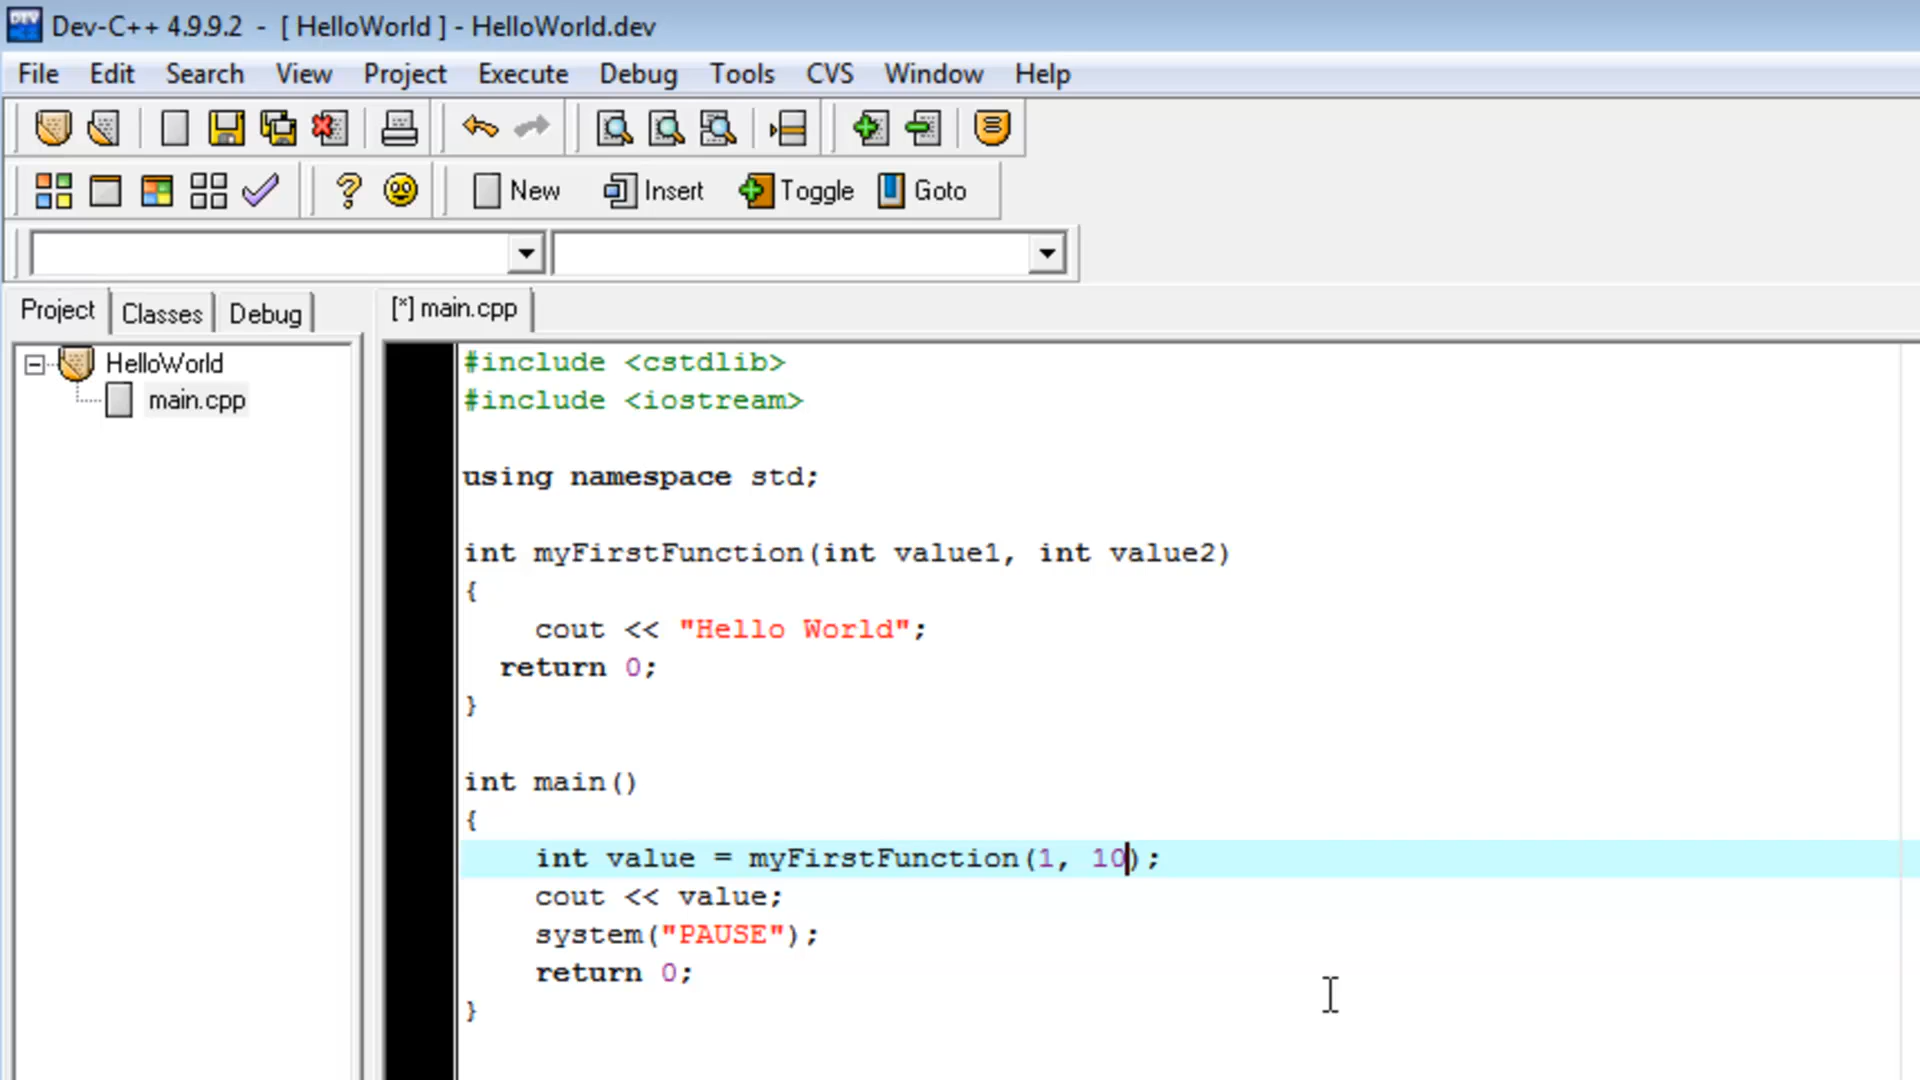 Dev-C++ 4.9.9.2 - [ HelloWorld ] - HelloWorld.dev
File Edit Search View Project Execute Debug Tools CVS Window Help
New Insert Toggle Goto
Project Classes Debug [*] main.cpp
HelloWorld
main.cpp
#include <cstdlib>
#include <iostream>
using namespace std;
int myFirstFunction(int value1, int value2)
{
cout << "Hello World";
return 0;
}
int main()
{
int value = myFirstFunction(1, 10);
cout << value;
system("PAUSE");
return 0;
}